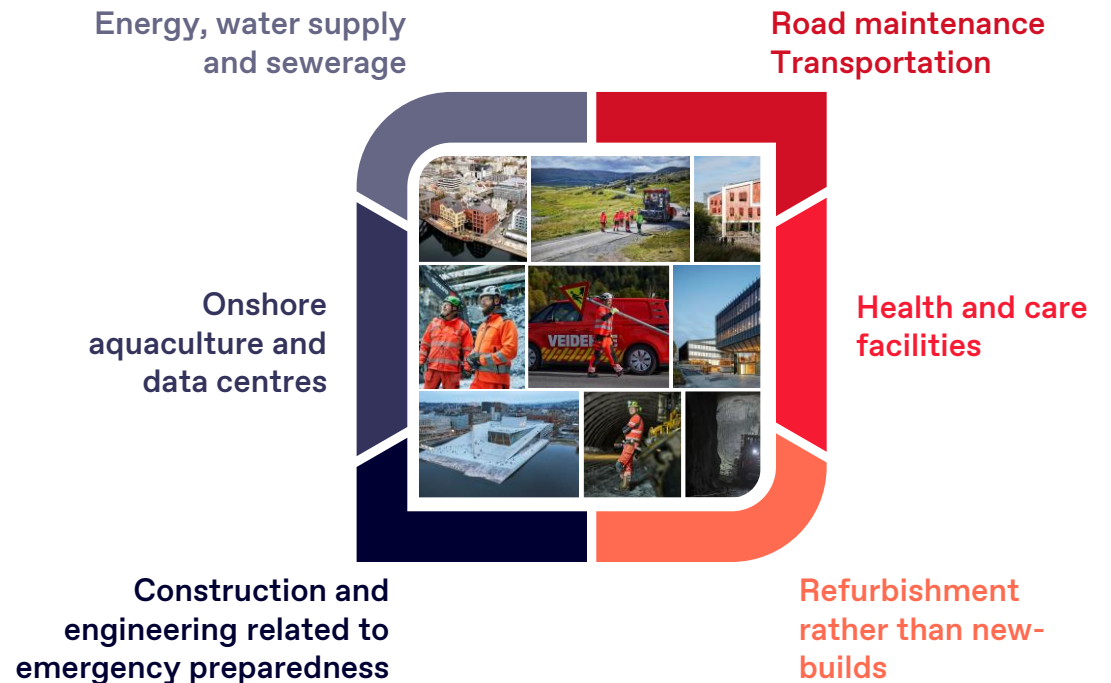 Energy, water supply
and sewerage
Road maintenance
Transportation
Onshore
aquaculture and
data centres
Health and care
facilities
Construction and
engineering related to
emergency preparedness
Refurbishment
rather than new-
builds